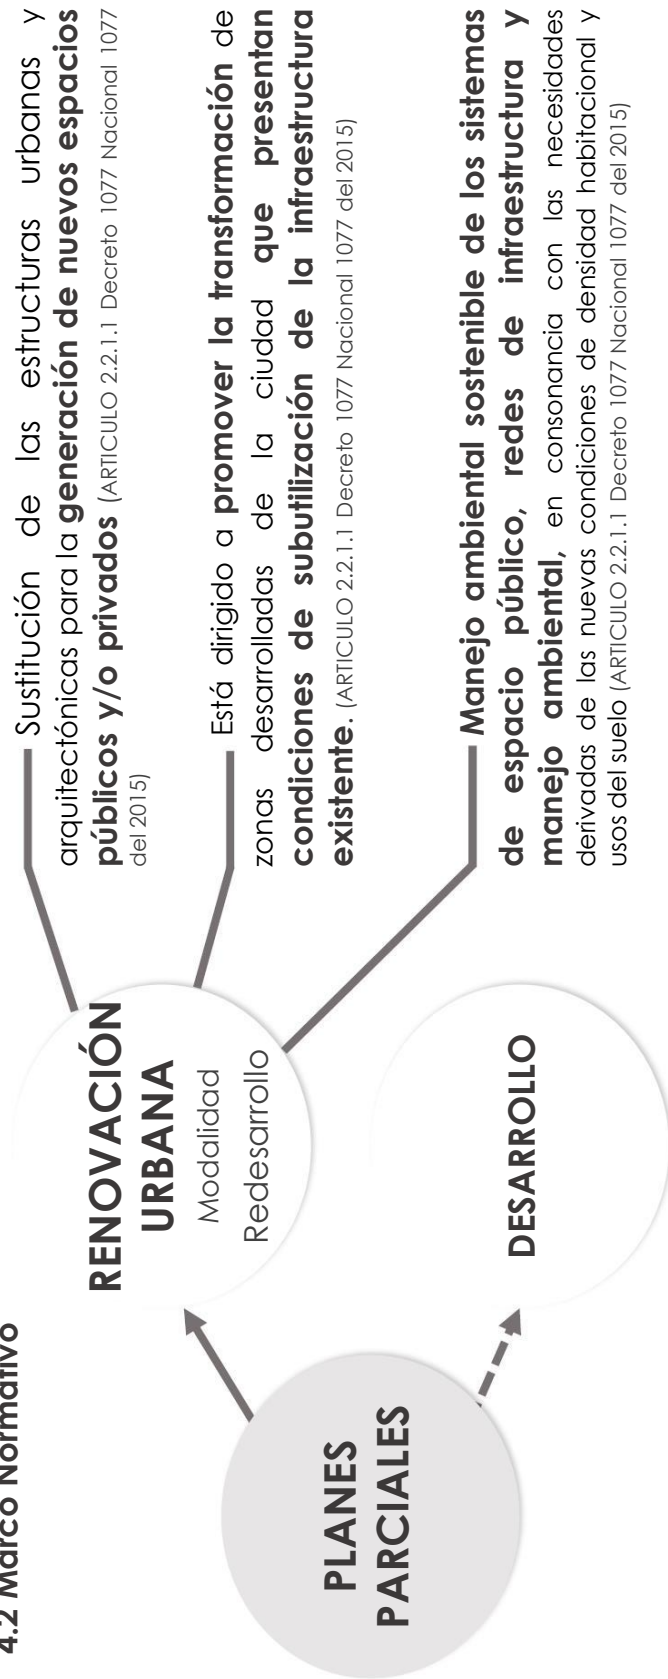 4.2 Marco Normativo
PLANES
PARCIALES
RENOVACIÓN
URBANA
Modalidad
Redesarrollo
DESARROLLO
Sustitución de las estructuras urbanas y
arquitectónicas para la generación de nuevos espacios
públicos y/o privados (ARTICULO 2.2.1.1 Decreto 1077 Nacional 1077
del 2015)
Está dirigido a promover la transformación de
zonas desarrolladas de la ciudad que presentan
condiciones de subutilización de la infraestructura
existente. (ARTICULO 2.2.1.1 Decreto 1077 Nacional 1077 del 2015)
Manejo ambiental sostenible de los sistemas
de espacio público, redes de infraestructura y
manejo ambiental, en consonancia con las necesidades
derivadas de las nuevas condiciones de densidad habitacional y
usos del suelo (ARTICULO 2.2.1.1 Decreto 1077 Nacional 1077 del 2015)